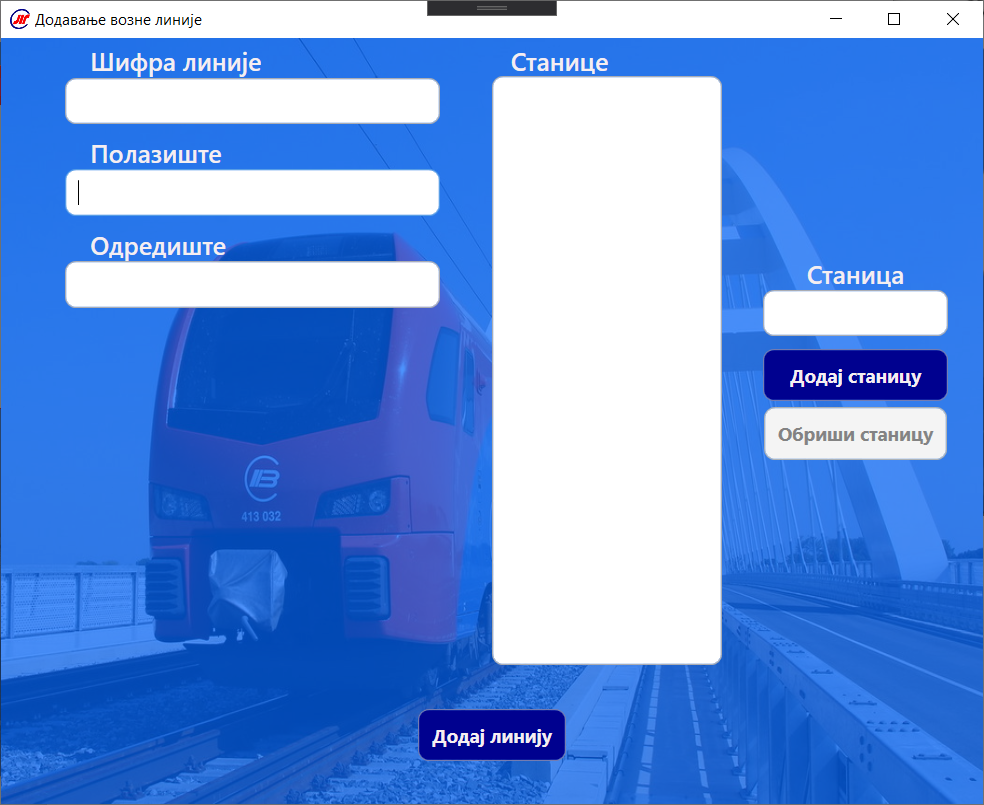 Додавање возне линије
Шифра линије
Полазиште
Одредиште
Станице
Станица
Додај станицу
Обриши станицу
413 032
Додај линију